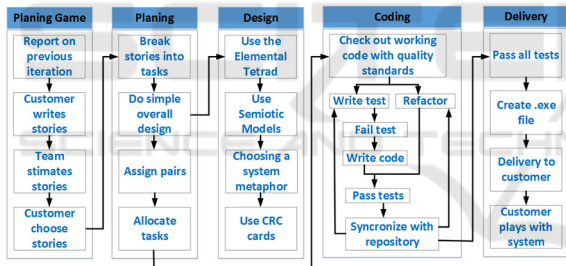 Planing Game
Report on
previous
iteration
Customer
writes
stories
Team
stimates
stories
Customer
choose
stories
Planing
Break
stories into
tasks
Do simple
overall
design
Assign pairs
Allocate
tasks
Design
Use the
Elemental
Tetrad
Use
Semiotic
Models
Choosing a
system
metaphor
Use CRC
cards
Coding
Check out working
code with quality
standards
Write test
Refactor
Fail test
Write code
Pass tests
Syncronize with
repository
Delivery
Pass all tests
Create .exe
file
Delivery to
customer
Customer
plays with
system
SCIENCE AND TECHN